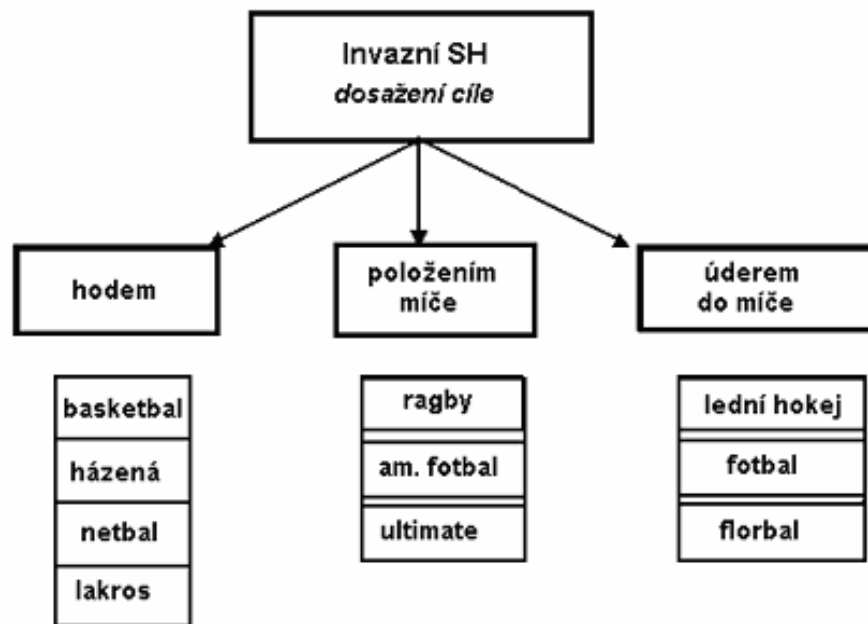 Invazní SH
dosažení cíle
hodem
položením
míče
úderem
do míče
basketbal
házená
netbal
lakros
ragby
am. fotbal
ultimate
lední hokej
fotbal
florbal